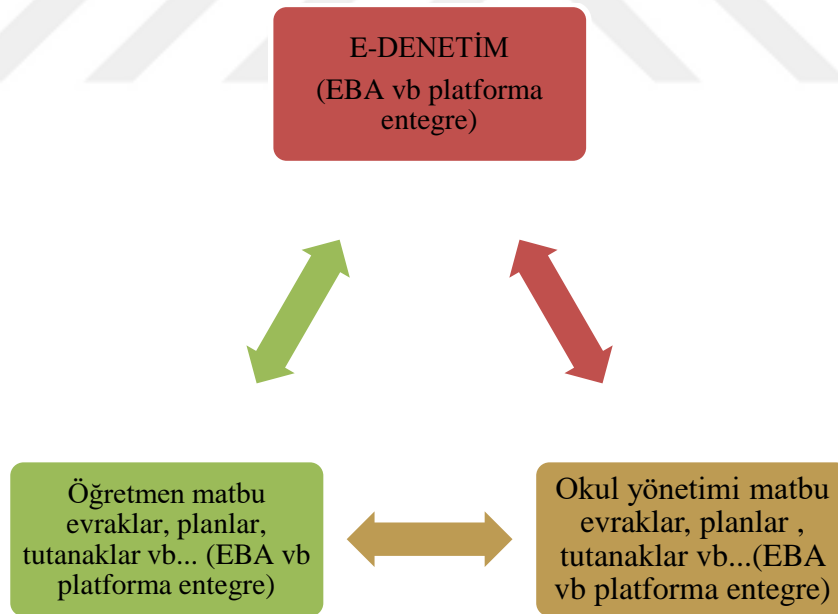 E-DENETİM
(EBA vb platforma
entegre)
Öğretmen matbu
evraklar, planlar,
tutanaklar vb... (EBA vb
platforma entegre)
Okul yönetimi matbu
evraklar, planlar ,
tutanaklar vb...(EBA
vb platforma entegre)